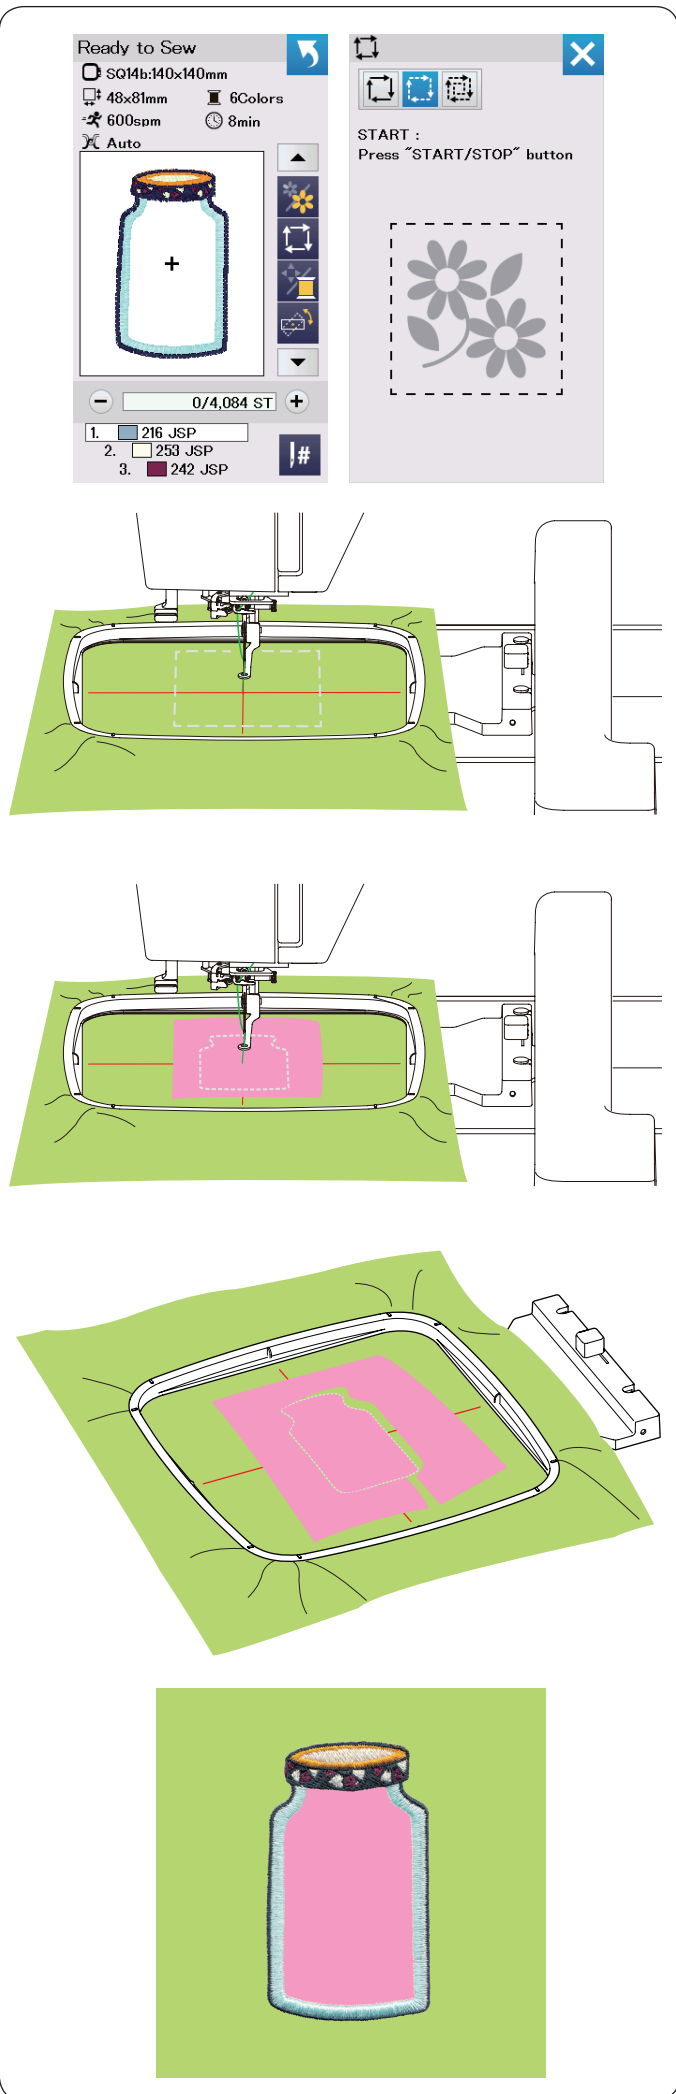 Ready to Sew
SQ14b:140x140mm
48x81mm 6Colors
600spm 8min
Auto
0/4,084 ST
1. 216 JSP
2. 253 JSP
3. 242 JSP
#
START :
Press "START/STOP" button